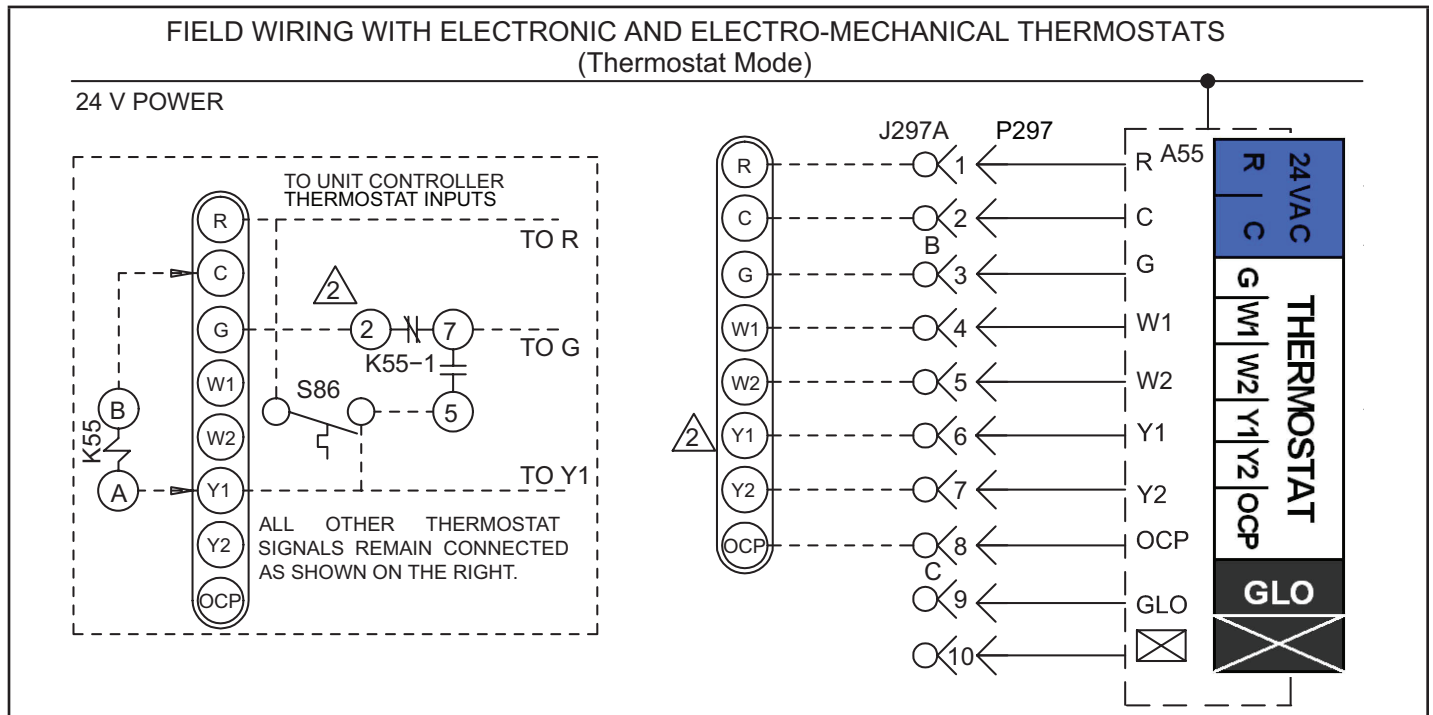 FIELD WIRING WITH ELECTRONIC AND ELECTRO-MECHANICAL THERMOSTATS
(Thermostat Mode)
24 V POWER
TO UNIT CONTROLLER
THERMOSTAT INPUTS
R
TO R
C
2
G
2
7
TO G
K55-1
W1
S86
5
B
K55
W2
A
Y1
TO Y1
ALL OTHER THERMOSTAT
SIGNALS REMAIN CONNECTED
AS SHOWN ON THE RIGHT.
Y2
OCP
J297A P297
R 1 R A55
C 2 C
B
G 3 G
W1 4 W1
W2 5 W2
2
Y1 6 Y1
Y2 7 Y2
OCP 8 OCP
C
9 GLO
10
24VAC
R C
THERMOSTAT
G W1 W2 Y1 Y2 OCP
GLO